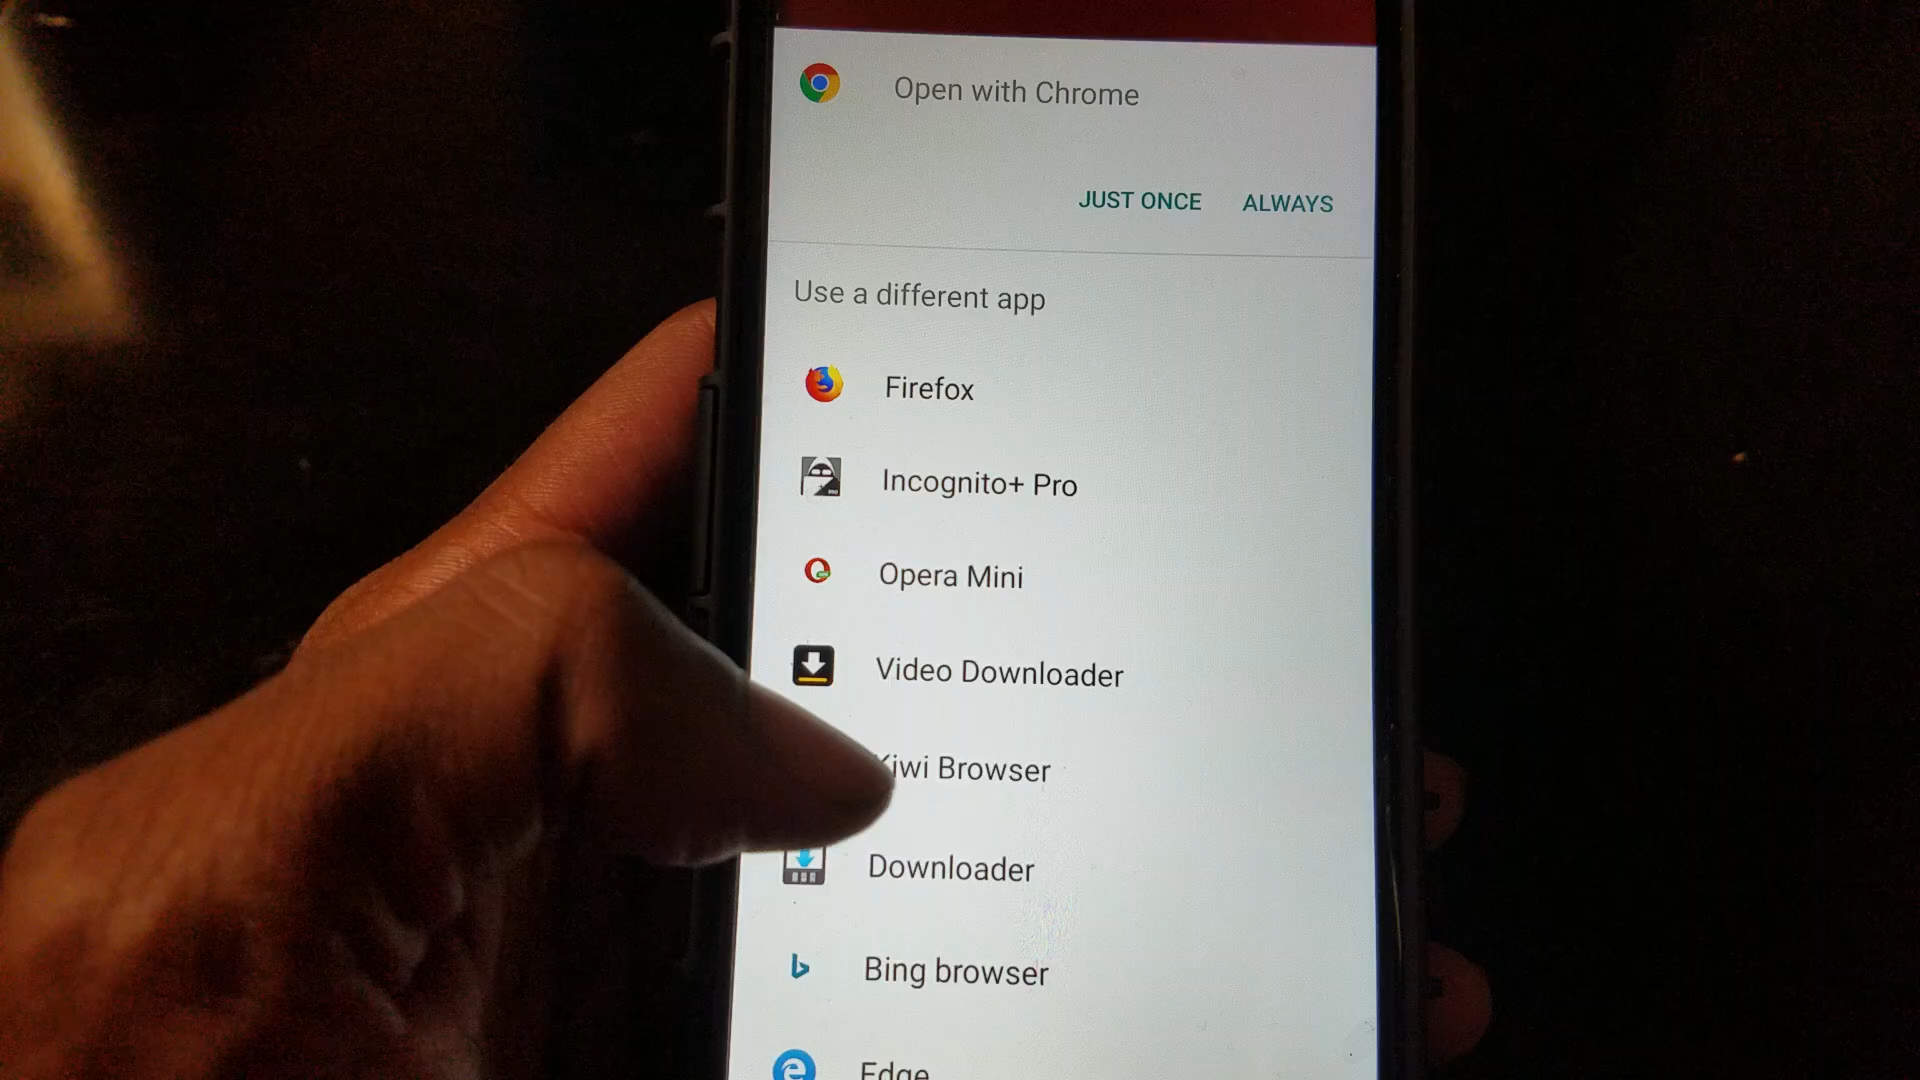 Open with Chrome
JUST ONCE ALWAYS
Use a different app
Firefox
Incognito+ Pro
Opera Mini
Video Downloader
Kiwi Browser
Downloader
Bing browser
Edge